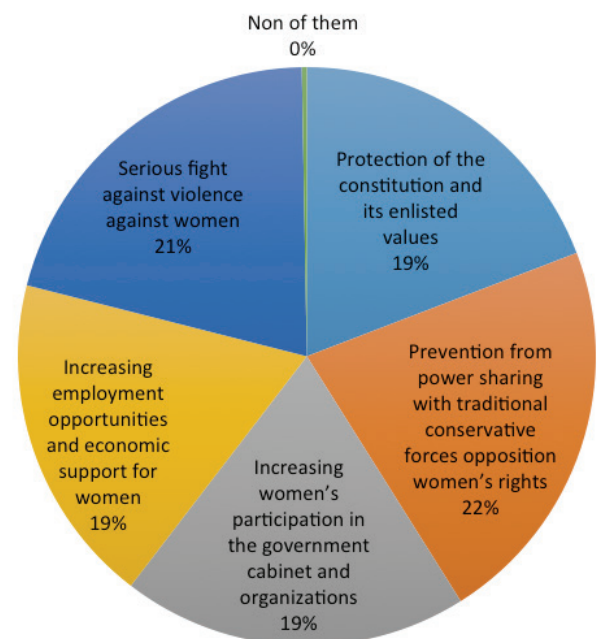 Non of them
0%
Protection of the
constitution and
its enlisted
values
19%
Prevention from
power sharing
with traditional
conservative
forces opposition
women's rights
22%
Increasing
women's
participation in
the government
cabinet and
organizations
19%
Increasing
employment
opportunities
and economic
support for
women
19%
Serious fight
against violence
against women
21%